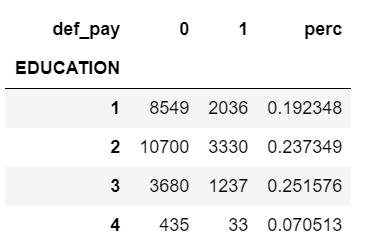 def_pay 0 1 perc
EDUCATION
1 8549 2036 0.192348
2 10700 3330 0.237349
3 3680 1237 0.251576
4 435 33 0.070513